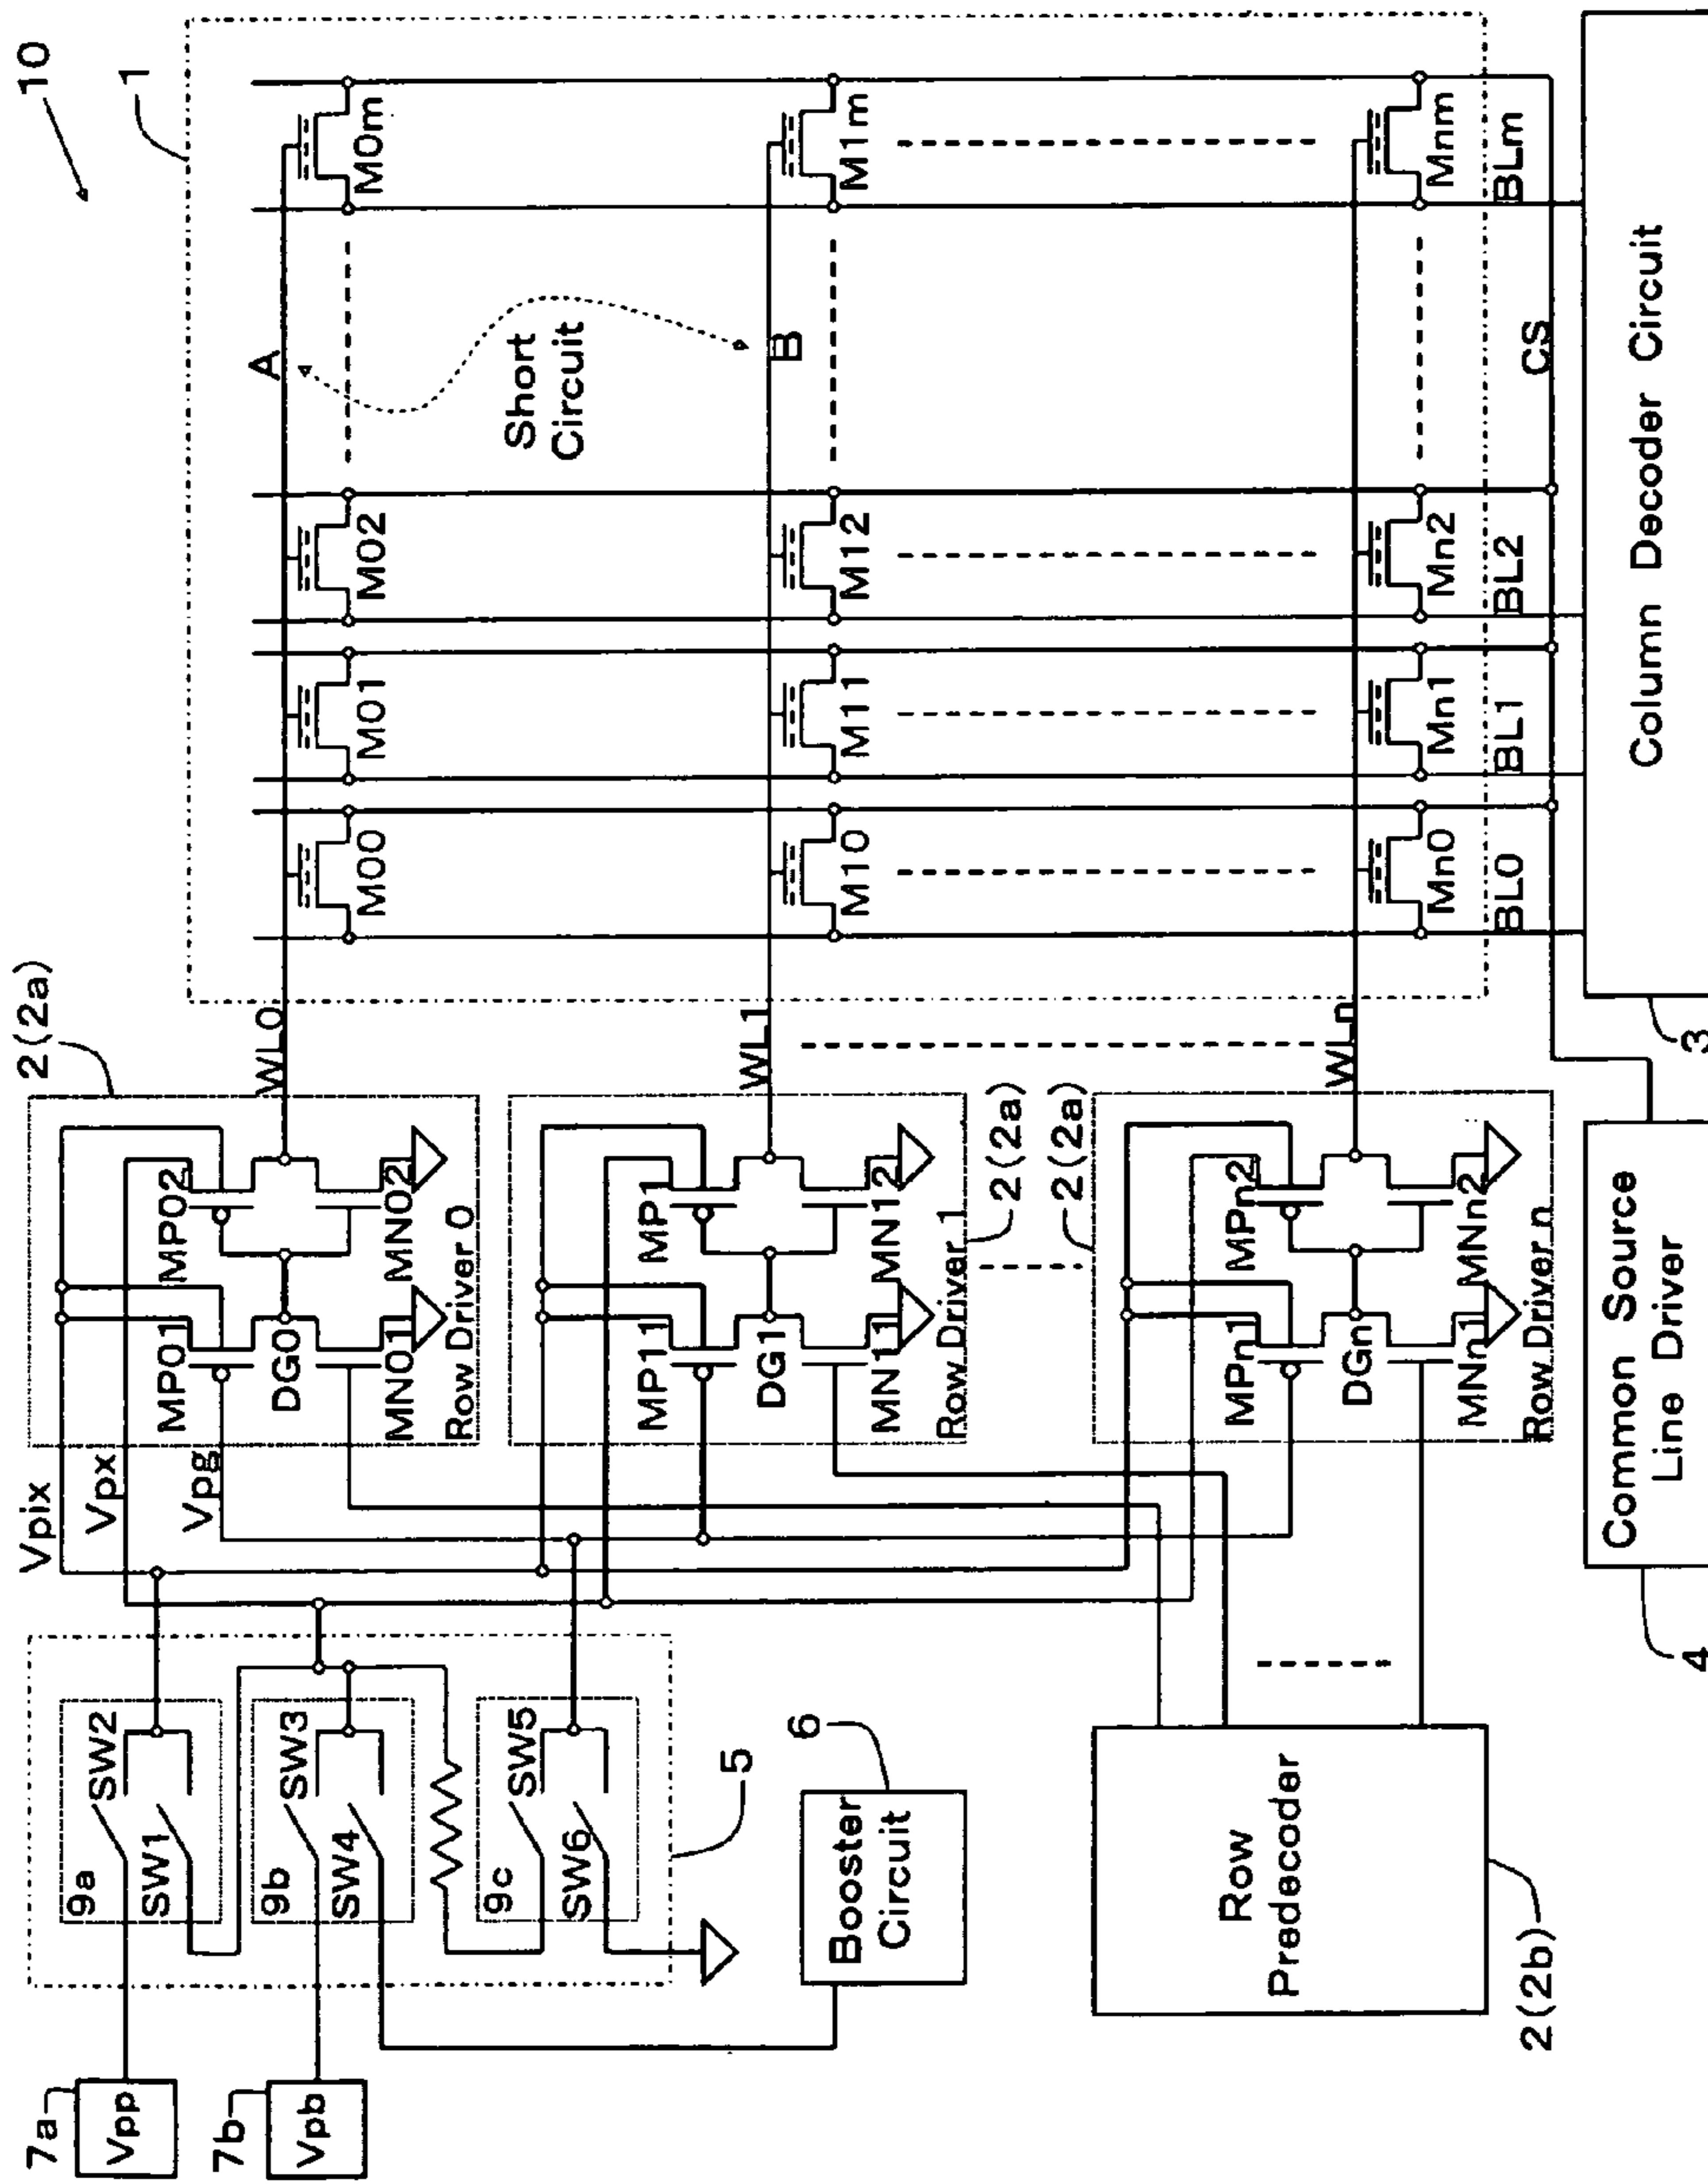 10
1
7a
Vpp
7b
Vpb
9a
SW2
SW1
9b
SW3
SW4
9c
SW5
SW6
5
Booster
Circuit
6
Row
Predecoder
2(2b)
Vpix
Vpx
Vpg
2(2a)
MP01
MP02
DG0
MN01
MN02
Row Driver 0
WL0
MP11
MP1
DG1
MN11
MN12
Row Driver 1
WL1
2(2a)
2(2a)
MPn1
MPn2
DGn
MNn1
MNn2
Row Driver n
WLn
A
Short
Circuit
B
M00
M01
M02
M0m
M10
M11
M12
M1m
Mn0
Mn1
Mn2
Mnm
BL0
BL1
BL2
BLm
CS
Common Source
Line Driver
4
Column Decoder Circuit
3